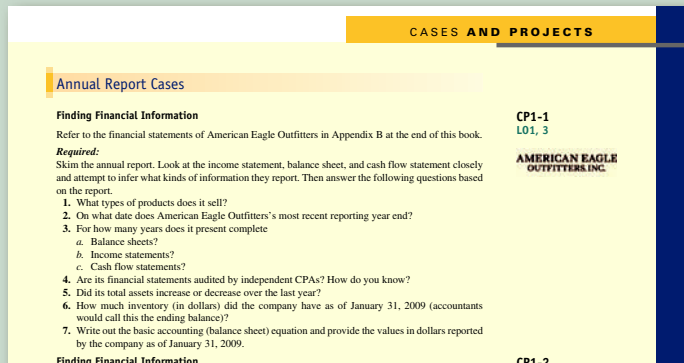 CASES AND PROJECTS
Annual Report Cases
Finding Financial Information
CP1-1
LO1, 3
Refer to the financial statements of American Eagle Outfitters in Appendix B at the end of this book.
Required:
Skim the annual report. Look at the income statement, balance sheet, and cash flow statement closely
and attempt to infer what kinds of information they report. Then answer the following questions based
on the report.
AMERICAN EAGLE
OUTFITTERS, INC.
1. What types of products does it sell?
2. On what date does American Eagle Outfitters's most recent reporting year end?
3. For how many years does it present complete
a. Balance sheets?
b. Income statements?
c. Cash flow statements?
4. Are its financial statements audited by independent CPAs? How do you know?
5. Did its total assets increase or decrease over the last year?
6. How much inventory (in dollars) did the company have as of January 31, 2009 (accountants
would call this the ending balance)?
7. Write out the basic accounting (balance sheet) equation and provide the values in dollars reported
by the company as of January 31, 2009.
Finding Financial Information
CP1-2